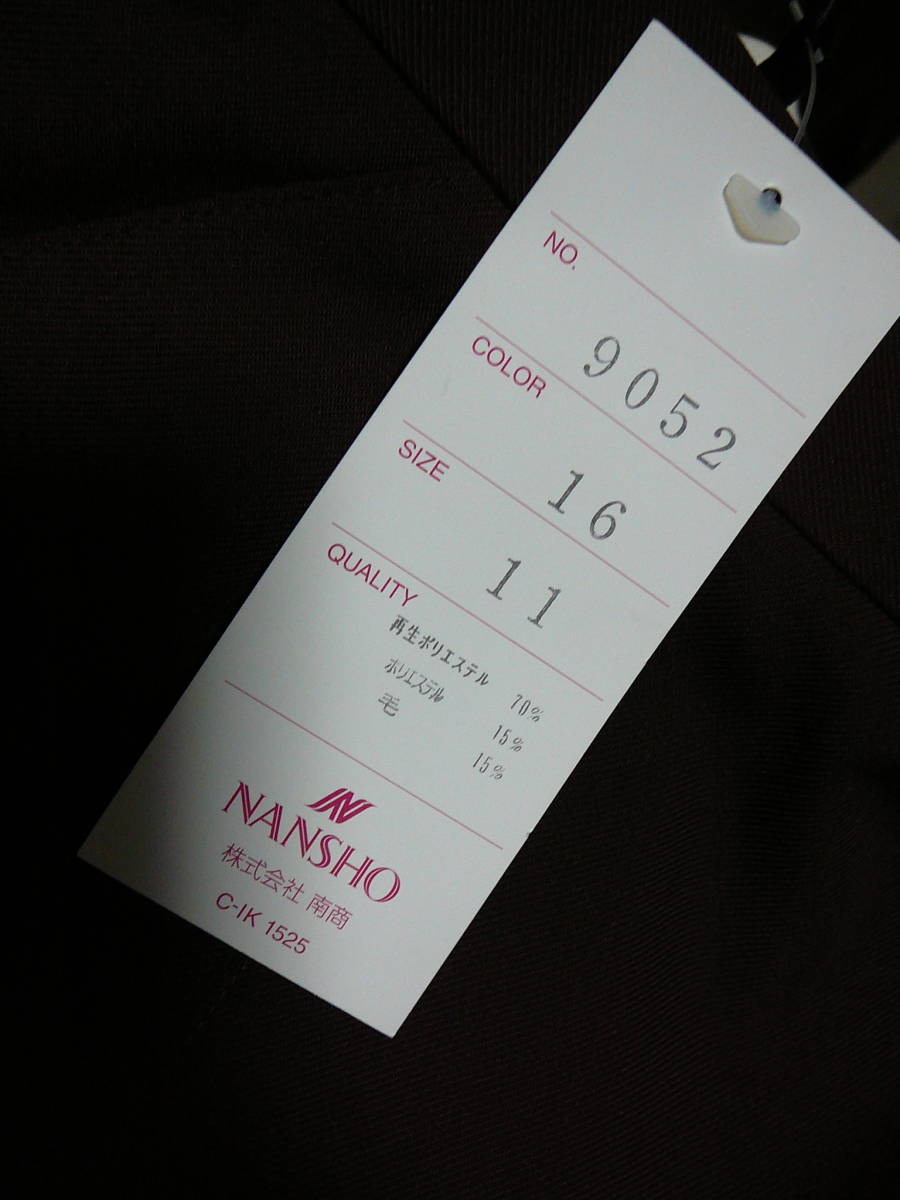 NO.
9052
COLOR
16
SIZE
11
QUALITY
再生ポリエステル 70%
ポリエステル 15%
毛 15%
NANSHO
株式会社 南商
C-IK 1525